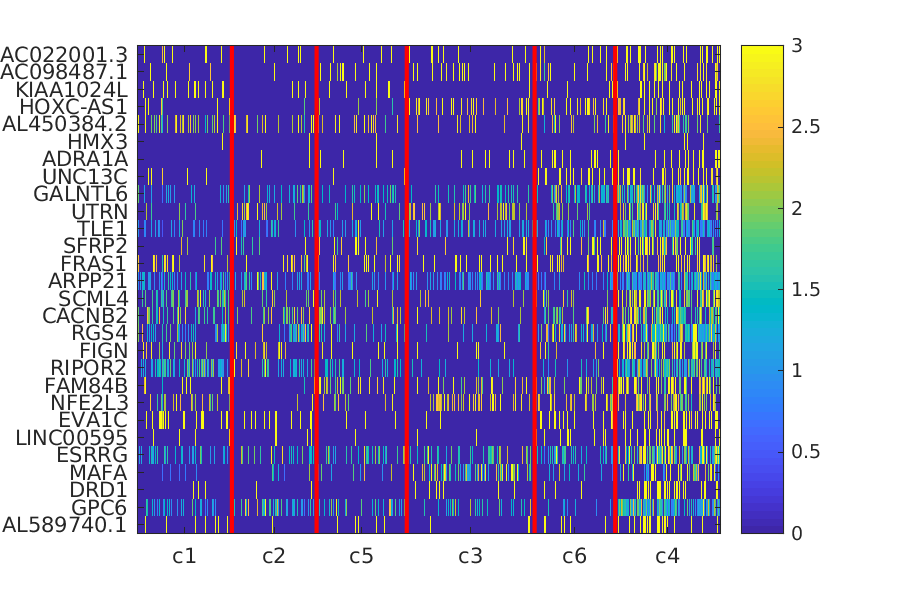 AC022001.3
AC098487.1
KIAA1024L
HOXC-AS1
AL450384.2
HMX3
ADRA1A
UNC13C
GALNTL6
UTRN
TLE1
SFRP2
FRAS1
ARPP21
SCML4
CACNB2
RGS4
FIGN
RIPOR2
FAM84B
NFE2L3
EVA1C
LINC00595
ESRRG
MAFA
DRD1
GPC6
AL589740.1
c1 c2 c5 c3 c6 c4
3
2.5
2
1.5
1
0.5
0